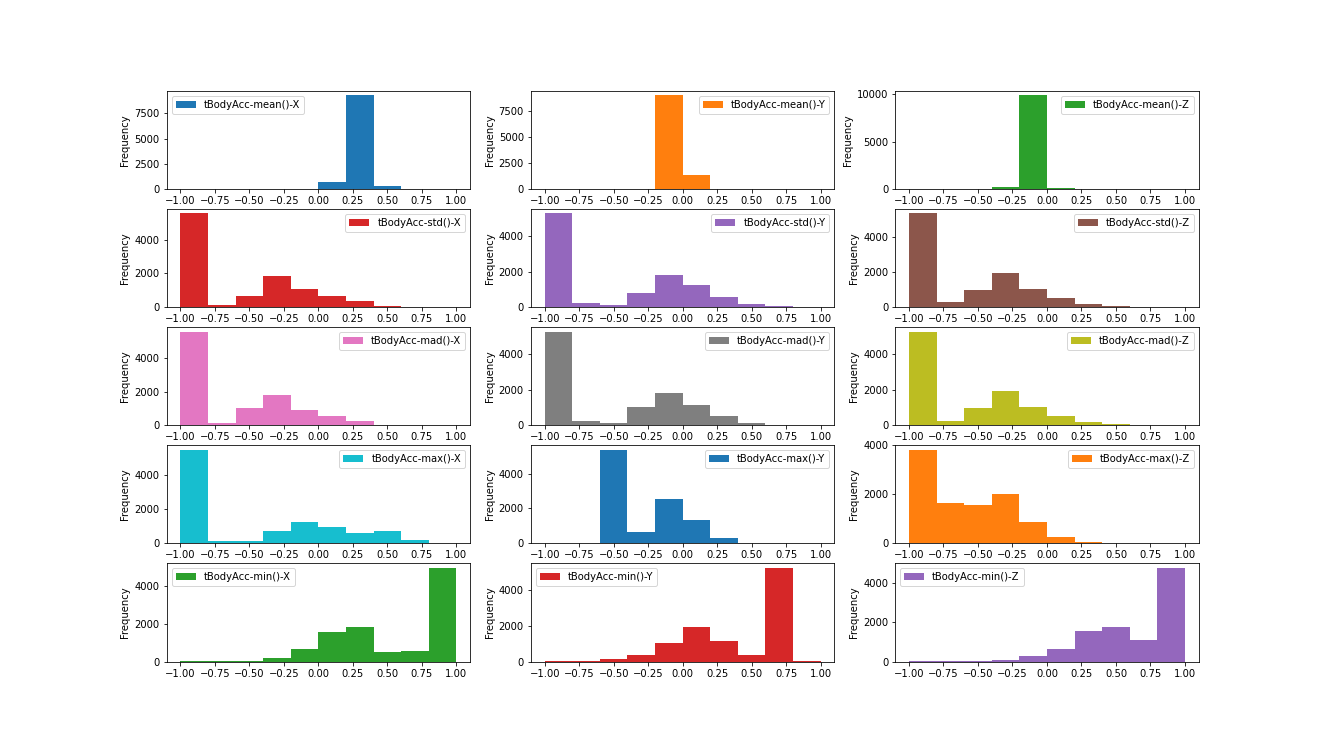 tBodyAcc-mean()-X
Frequency
7500
5000
2500
0
−1.00 −0.75 −0.50 −0.25 0.00 0.25 0.50 0.75 1.00
tBodyAcc-mean()-Y
Frequency
7500
5000
2500
0
−1.00 −0.75 −0.50 −0.25 0.00 0.25 0.50 0.75 1.00
tBodyAcc-mean()-Z
Frequency
10000
7500
5000
2500
0
−1.00 −0.75 −0.50 −0.25 0.00 0.25 0.50 0.75 1.00
tBodyAcc-std()-X
Frequency
4000
2000
0
−1.00 −0.75 −0.50 −0.25 0.00 0.25 0.50 0.75 1.00
tBodyAcc-std()-Y
Frequency
4000
2000
0
−1.00 −0.75 −0.50 −0.25 0.00 0.25 0.50 0.75 1.00
tBodyAcc-std()-Z
Frequency
4000
2000
0
−1.00 −0.75 −0.50 −0.25 0.00 0.25 0.50 0.75 1.00
tBodyAcc-mad()-X
Frequency
4000
2000
0
−1.00 −0.75 −0.50 −0.25 0.00 0.25 0.50 0.75 1.00
tBodyAcc-mad()-Y
Frequency
4000
2000
0
−1.00 −0.75 −0.50 −0.25 0.00 0.25 0.50 0.75 1.00
tBodyAcc-mad()-Z
Frequency
4000
2000
0
−1.00 −0.75 −0.50 −0.25 0.00 0.25 0.50 0.75 1.00
tBodyAcc-max()-X
Frequency
4000
2000
0
−1.00 −0.75 −0.50 −0.25 0.00 0.25 0.50 0.75 1.00
tBodyAcc-max()-Y
Frequency
4000
2000
0
−1.00 −0.75 −0.50 −0.25 0.00 0.25 0.50 0.75 1.00
tBodyAcc-max()-Z
Frequency
4000
2000
0
−1.00 −0.75 −0.50 −0.25 0.00 0.25 0.50 0.75 1.00
tBodyAcc-min()-X
Frequency
4000
2000
0
−1.00 −0.75 −0.50 −0.25 0.00 0.25 0.50 0.75 1.00
tBodyAcc-min()-Y
Frequency
4000
2000
0
−1.00 −0.75 −0.50 −0.25 0.00 0.25 0.50 0.75 1.00
tBodyAcc-min()-Z
Frequency
4000
2000
0
−1.00 −0.75 −0.50 −0.25 0.00 0.25 0.50 0.75 1.00